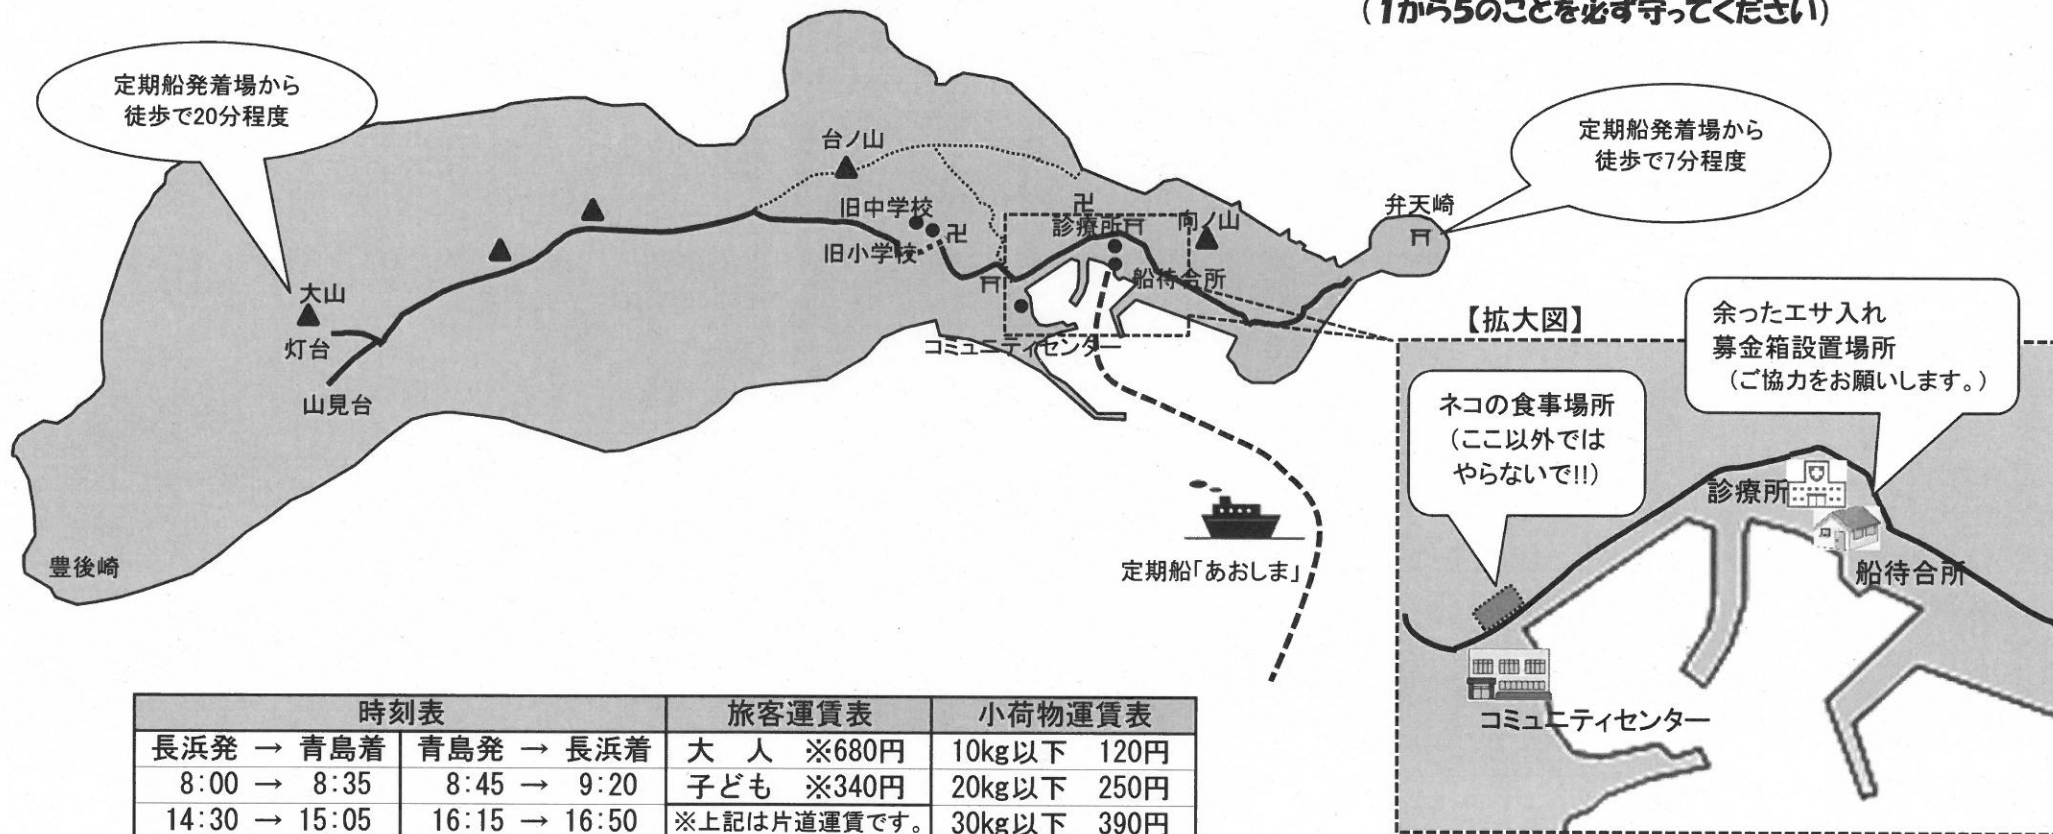 （1から5のことを必ず守ってください）
定期船発着場から
徒歩で20分程度
定期船発着場から
徒歩で7分程度
台ノ山
旧中学校
卍
旧小学校
卍
診療所
向ノ山
弁天崎
船待合所
大山
灯台
山見台
コミュニティセンター
豊後崎
定期船「あおしま」
【拡大図】
余ったエサ入れ
募金箱設置場所
（ご協力をお願いします。）
ネコの食事場所
（ここ以外では
やらないで!!）
診療所
船待合所
コミュニティセンター
時刻表 旅客運賃表 小荷物運賃表
長浜発 → 青島着 青島発 → 長浜着 大　人 ※680円 10kg以下 120円
8:00 → 8:35 8:45 → 9:20 子ども ※340円 20kg以下 250円
14:30 → 15:05 16:15 → 16:50 ※上記は片道運賃です。 30kg以下 390円